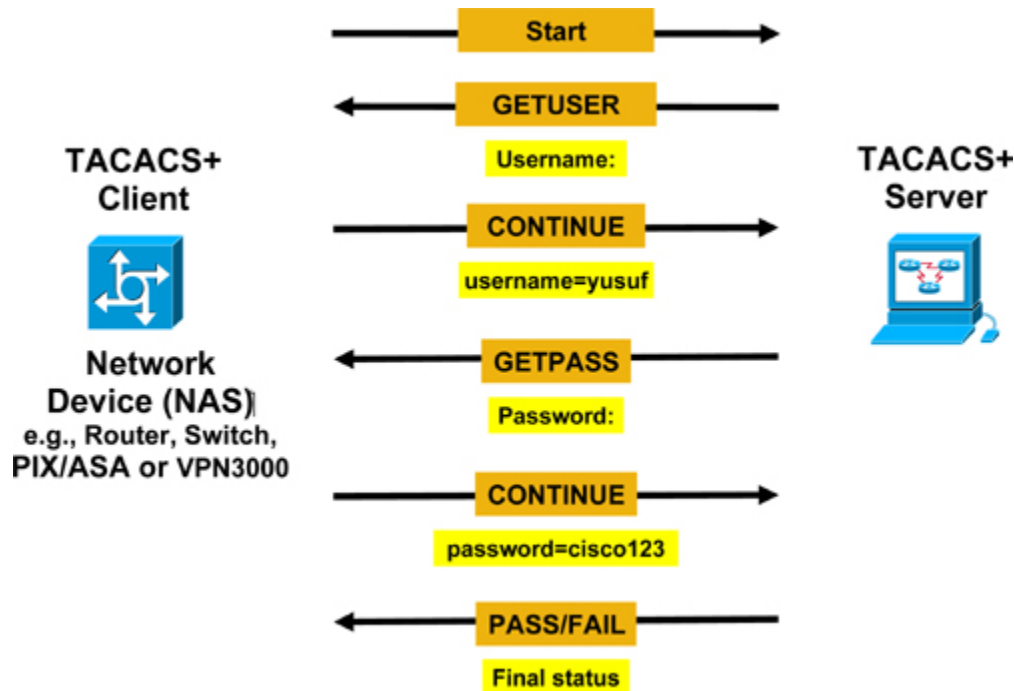 Start
GETUSER
Username:
TACACS+
Client
TACACS+
Server
CONTINUE
username=yusuf
GETPASS
Password:
Network
Device (NAS)
e.g., Router, Switch,
PIX/ASA or VPN3000
CONTINUE
password=cisco123
PASS/FAIL
Final status